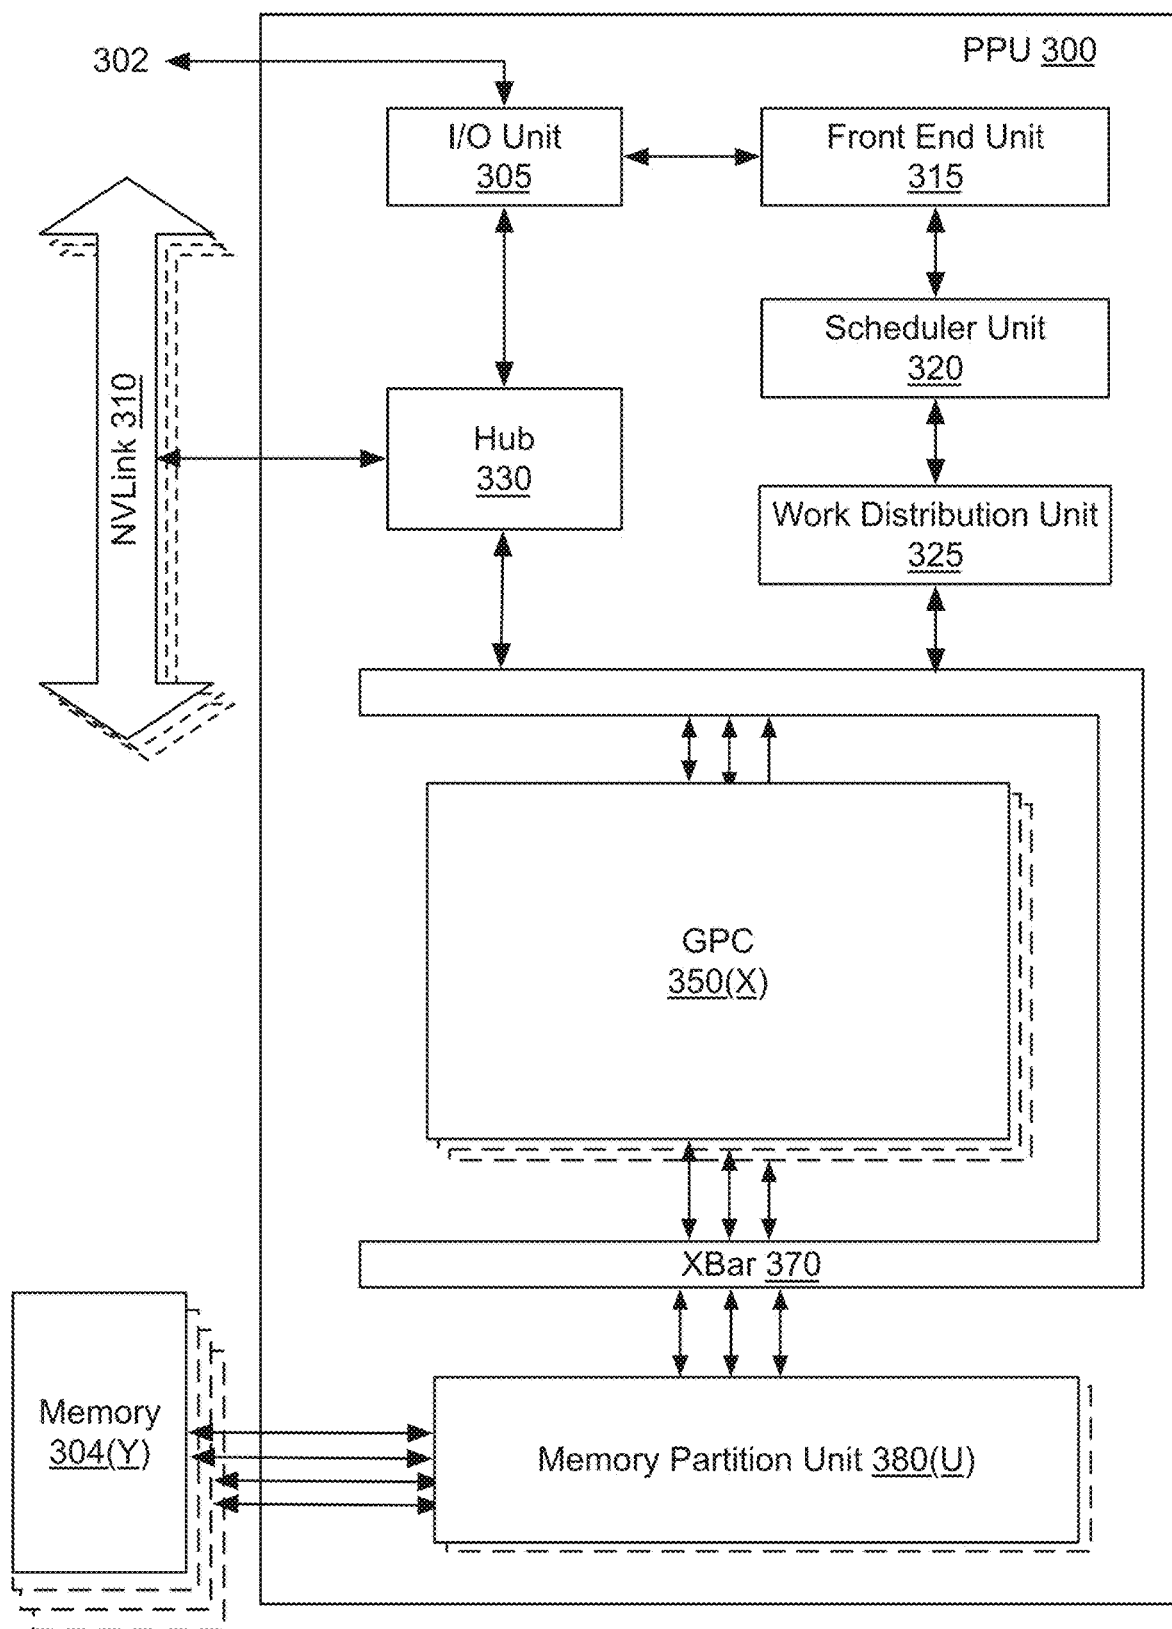 PPU 300
302
I/O Unit
305
Front End Unit
315
Scheduler Unit
320
NVLink 310
Hub
330
Work Distribution Unit
325
GPC
350(X)
XBar 370
Memory
304(Y)
Memory Partition Unit 380(U)